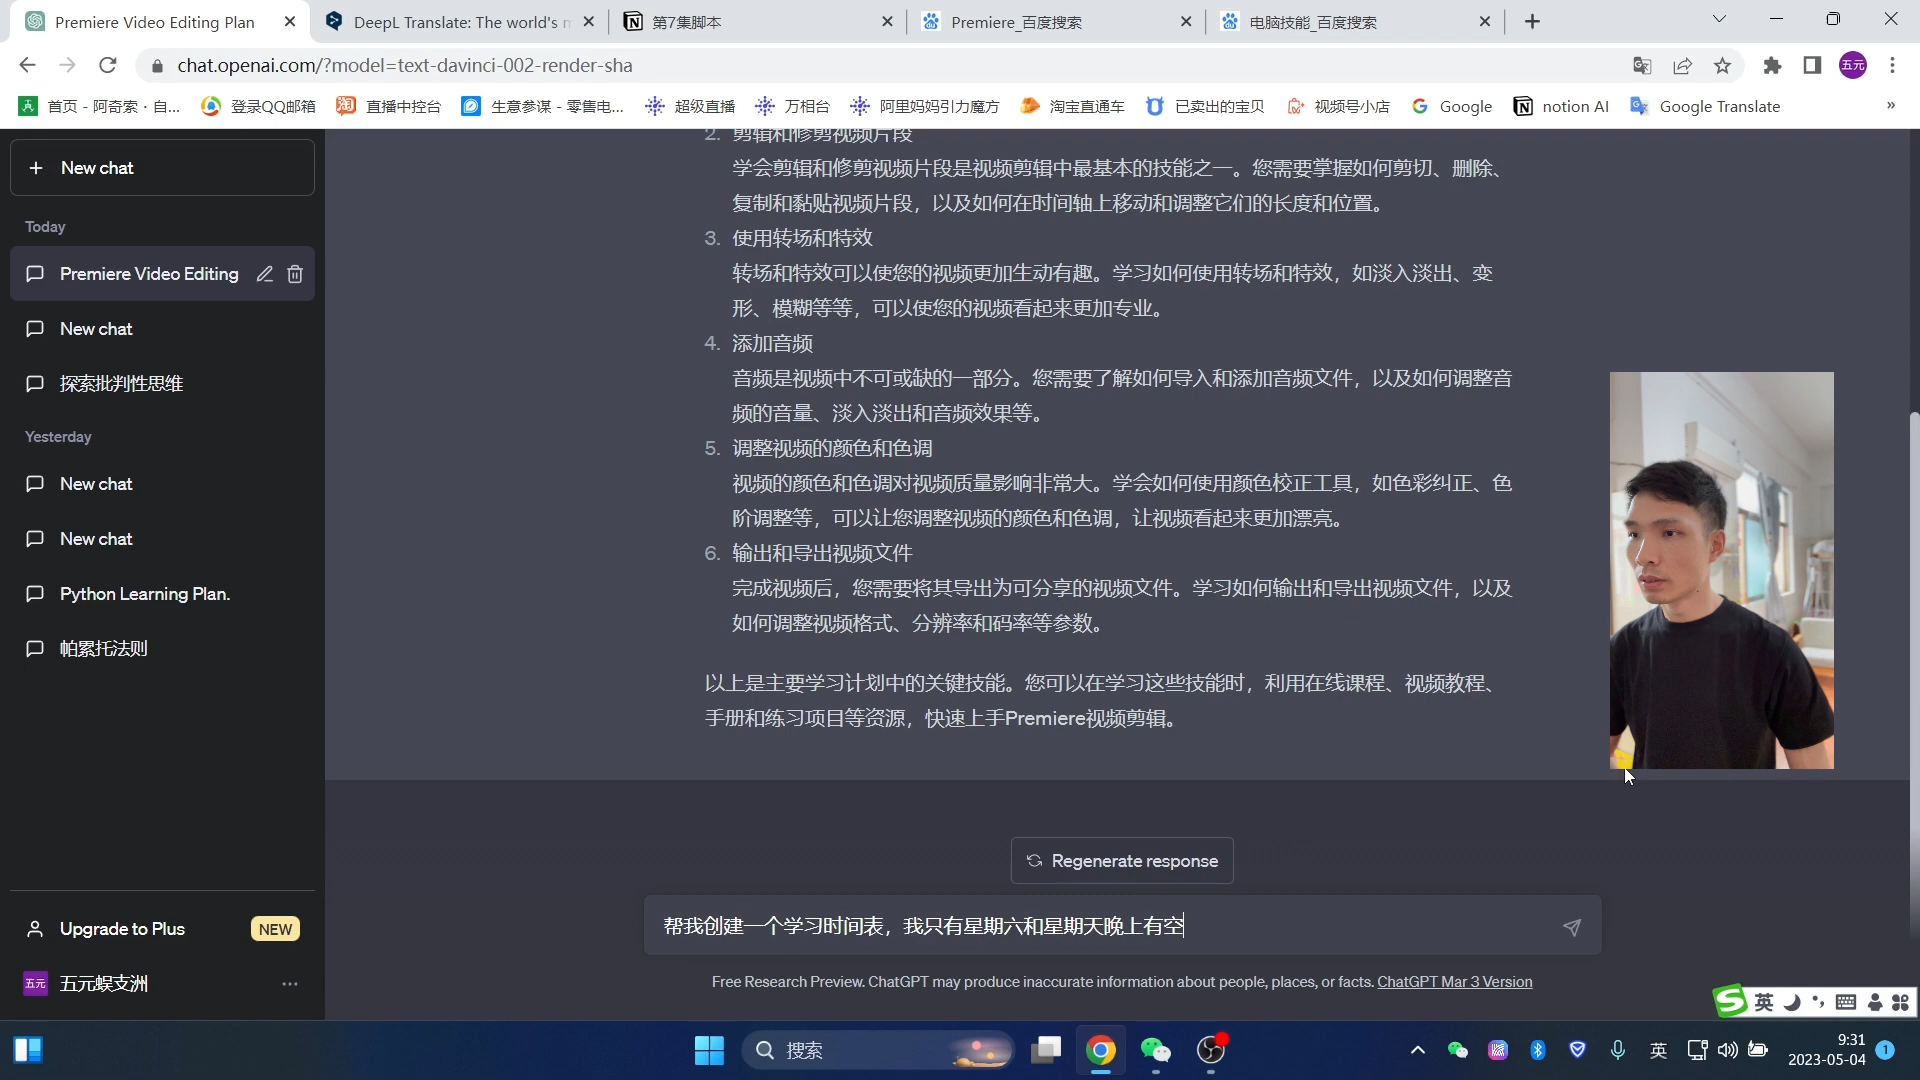 Premiere Video Editing Plan
DeepL Translate: The world's
第7集脚本
Premiere_百度搜索
电脑技能_百度搜索
chat.openai.com/?model=text-davinci-002-render-sha
五元
首页 - 阿奇索 · 自...
登录QQ邮箱
直播中控台
生意参谋 - 零售电...
超级直播
万相台
阿里妈妈引力魔方
淘宝直通车
已卖出的宝贝
视频号小店
Google
notion AI
Google Translate
»
+ New chat
Today
Premiere Video Editing
New chat
探索批判性思维
Yesterday
New chat
New chat
Python Learning Plan.
帕累托法则
Upgrade to Plus
NEW
五元
五元蜈支洲
...
2. 剪辑和修剪视频片段
学会剪辑和修剪视频片段是视频剪辑中最基本的技能之一。您需要掌握如何剪切、删除、
复制和黏贴视频片段，以及如何在时间轴上移动和调整它们的长度和位置。
3. 使用转场和特效
转场和特效可以使您的视频更加生动有趣。学习如何使用转场和特效，如淡入淡出、变
形、模糊等等，可以使您的视频看起来更加专业。
4. 添加音频
音频是视频中不可或缺的一部分。您需要了解如何导入和添加音频文件，以及如何调整音
频的音量、淡入淡出和音频效果等。
5. 调整视频的颜色和色调
视频的颜色和色调对视频质量影响非常大。学会如何使用颜色校正工具，如色彩纠正、色
阶调整等，可以让您调整视频的颜色和色调，让视频看起来更加漂亮。
6. 输出和导出视频文件
完成视频后，您需要将其导出为可分享的视频文件。学习如何输出和导出视频文件，以及
如何调整视频格式、分辨率和码率等参数。
以上是主要学习计划中的关键技能。您可以在学习这些技能时，利用在线课程、视频教程、
手册和练习项目等资源，快速上手Premiere视频剪辑。
Regenerate response
帮我创建一个学习时间表，我只有星期六和星期天晚上有空
Free Research Preview. ChatGPT may produce inaccurate information about people, places, or facts. ChatGPT Mar 3 Version
英
搜索
英
9:31
2023-05-04
1